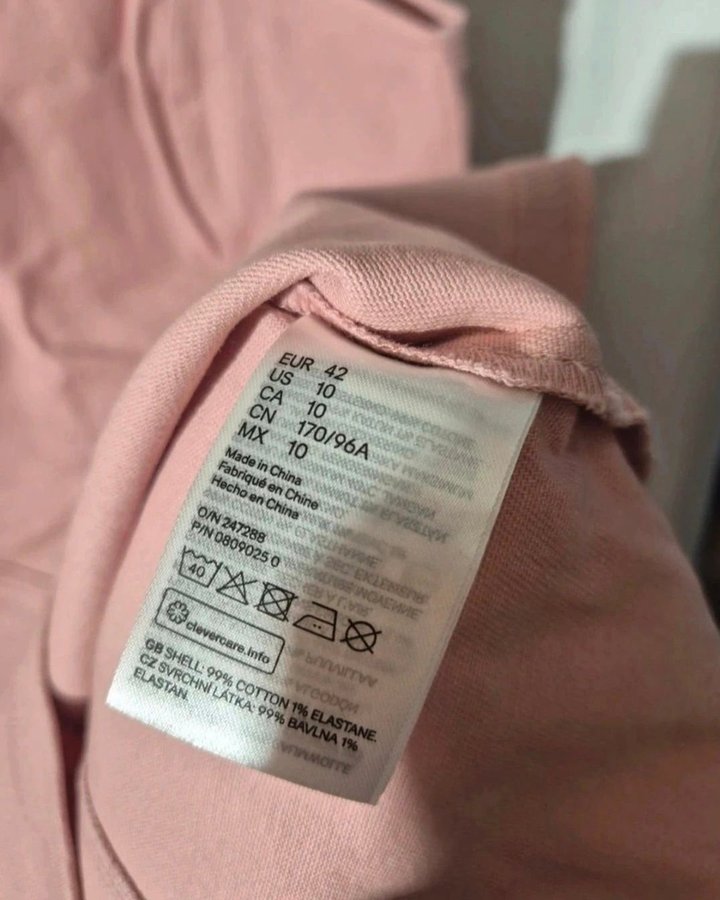 EUR 42
US 10
CA 10
CN 170/96A
MX 10
Made in China
Fabriqué en Chine
Hecho en China
O/N 247288
P/N 0809025 0
40
clevercare.info
GB SHELL: 99% COTTON 1% ELASTANE.
CZ SVRCHNÍ LÁTKA: 99% BAVLNA 1%
ELASTAN.